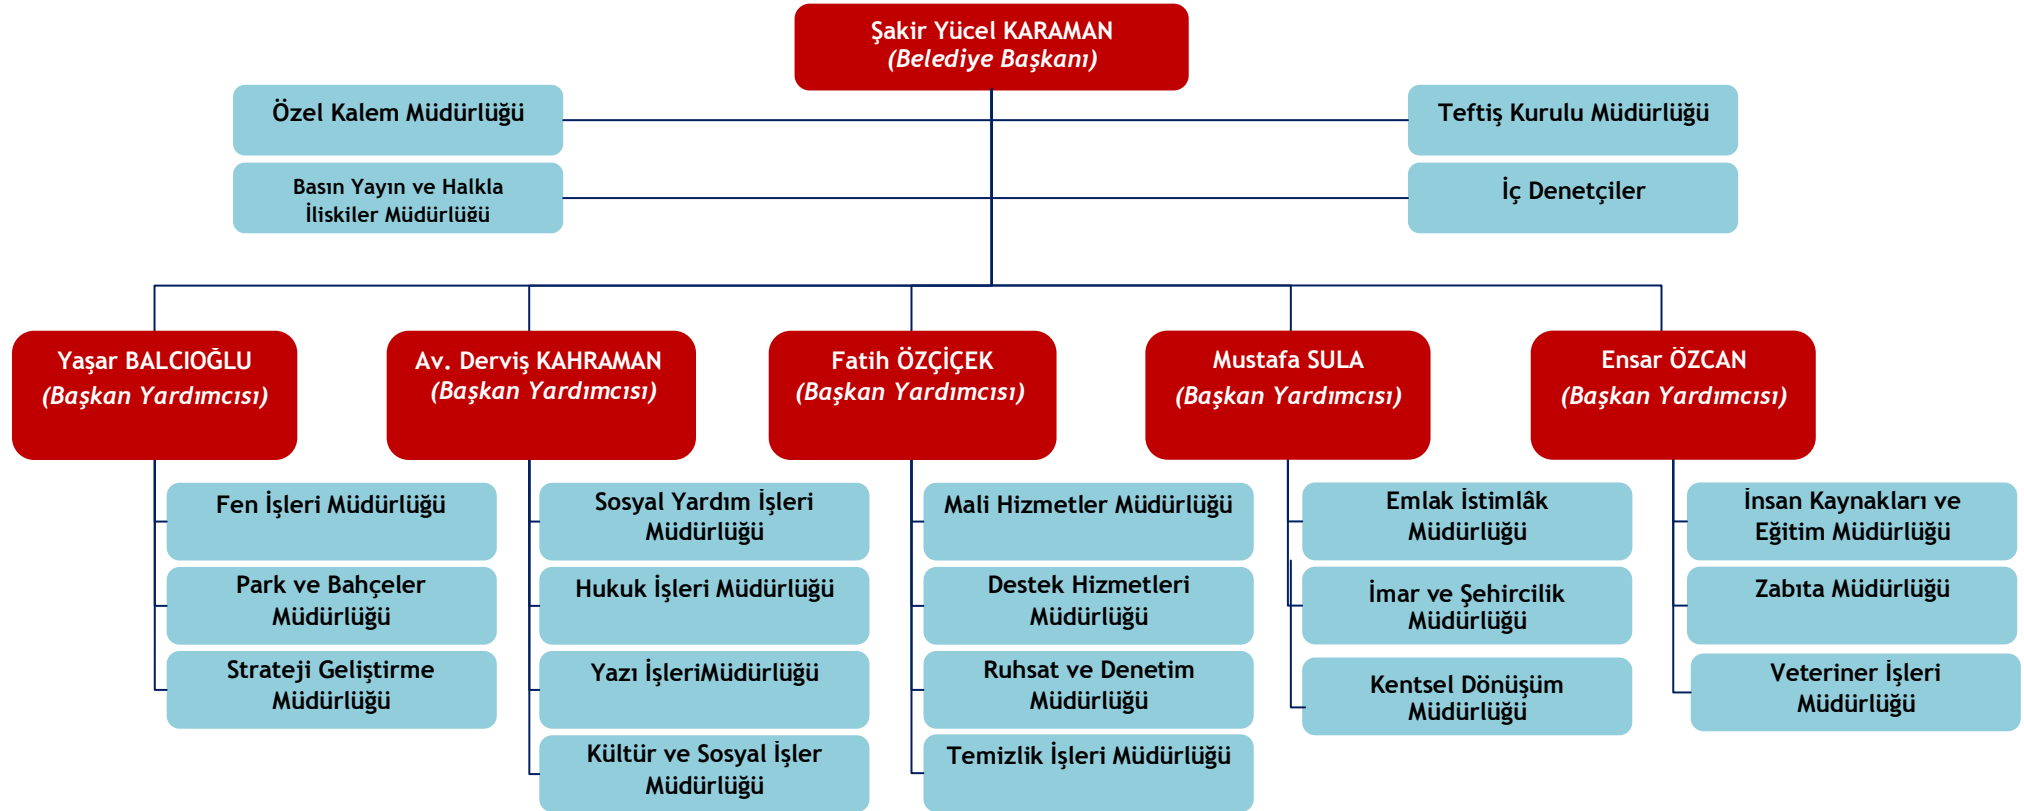 Şakir Yücel KARAMAN
(Belediye Başkanı)
Özel Kalem Müdürlüğü
Teftiş Kurulu Müdürlüğü
Basın Yayın ve Halkla
İliskiler Müdürlüğü
İç Denetçiler
Yaşar BALCIOĞLU
(Başkan Yardımcısı)
Av. Derviş KAHRAMAN
(Başkan Yardımcısı)
Fatih ÖZÇİÇEK
(Başkan Yardımcısı)
Mustafa SULA
(Başkan Yardımcısı)
Ensar ÖZCAN
(Başkan Yardımcısı)
Fen İşleri Müdürlüğü
Park ve Bahçeler
Müdürlüğü
Strateji Geliştirme
Müdürlüğü
Sosyal Yardım İşleri
Müdürlüğü
Hukuk İşleri Müdürlüğü
Yazı İşleriMüdürlüğü
Kültür ve Sosyal İşler
Müdürlüğü
Mali Hizmetler Müdürlüğü
Destek Hizmetleri
Müdürlüğü
Ruhsat ve Denetim
Müdürlüğü
Temizlik İşleri Müdürlüğü
Emlak İstimlâk
Müdürlüğü
İmar ve Şehircilik
Müdürlüğü
Kentsel Dönüşüm
Müdürlüğü
İnsan Kaynakları ve
Eğitim Müdürlüğü
Zabıta Müdürlüğü
Veteriner İşleri
Müdürlüğü